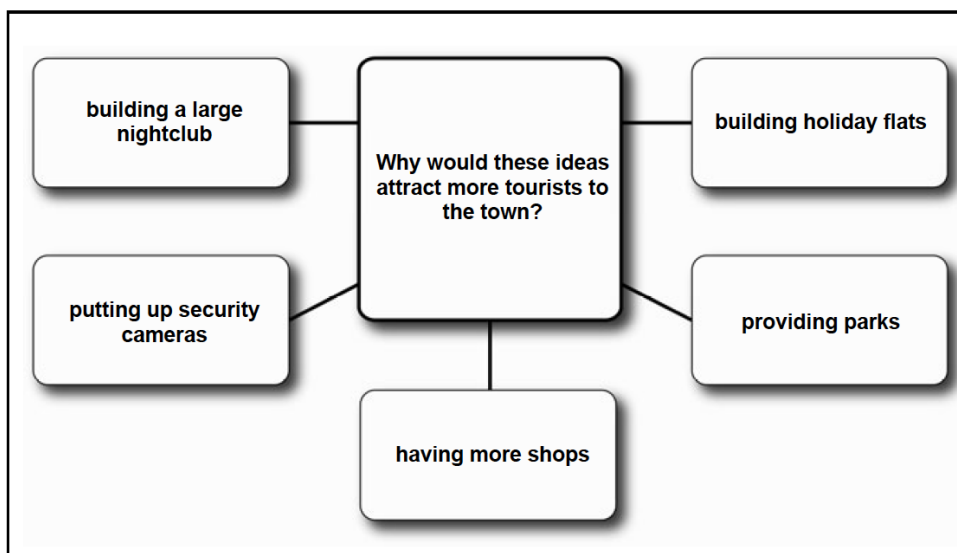 building a large
nightclub
Why would these ideas
attract more tourists to
the town?
building holiday flats
putting up security
cameras
providing parks
having more shops